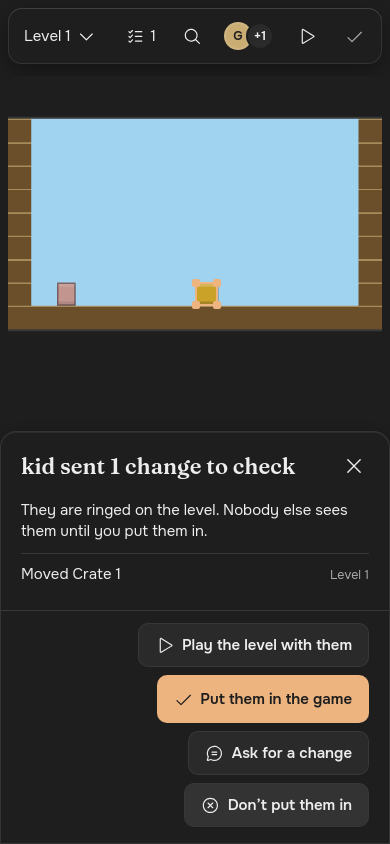 Level 1
1
G
+1
kid sent 1 change to check
They are ringed on the level. Nobody else sees
them until you put them in.
Moved Crate 1
Level 1
Play the level with them
Put them in the game
Ask for a change
Don’t put them in